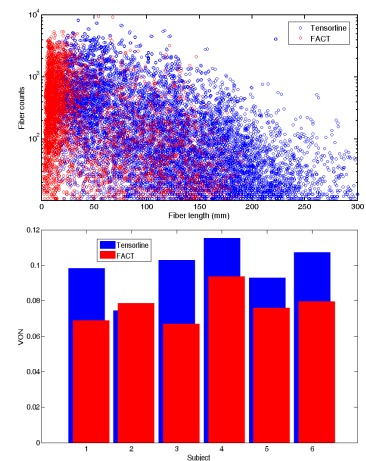 10^4
10^3
10^2
Fiber counts
Tensorline
FACT
0 50 100 150 200 250 300
Fiber length (mm)
0.12
0.1
0.08
0.06
0.04
0.02
0
VON
Tensorline
FACT
1 2 3 4 5 6
Subject